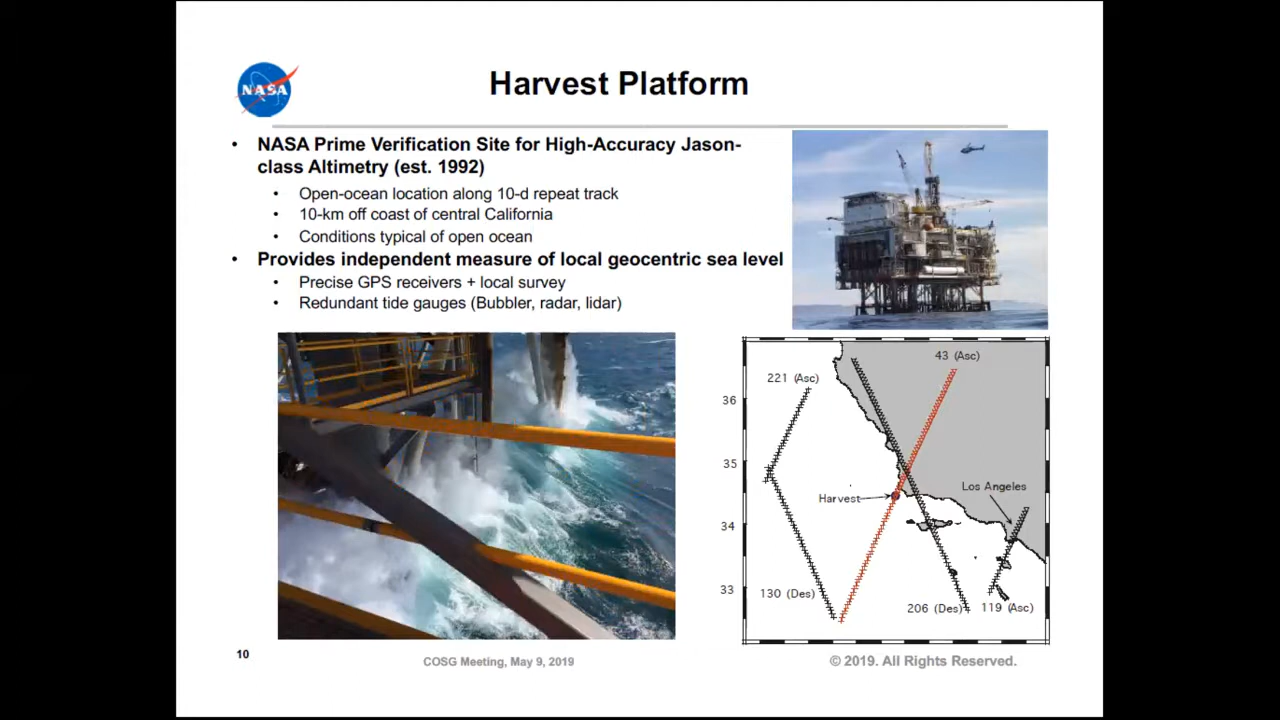 NASA
Harvest Platform
• NASA Prime Verification Site for High-Accuracy Jason-
class Altimetry (est. 1992)
• Open-ocean location along 10-d repeat track
• 10-km off coast of central California
• Conditions typical of open ocean
• Provides independent measure of local geocentric sea level
• Precise GPS receivers + local survey
• Redundant tide gauges (Bubbler, radar, lidar)
43 (Asc)
221 (Asc)
36
35
Los Angeles
Harvest
34
33
130 (Des)
206 (Des)
119 (Asc)
10
COSG Meeting, May 9, 2019
© 2019. All Rights Reserved.